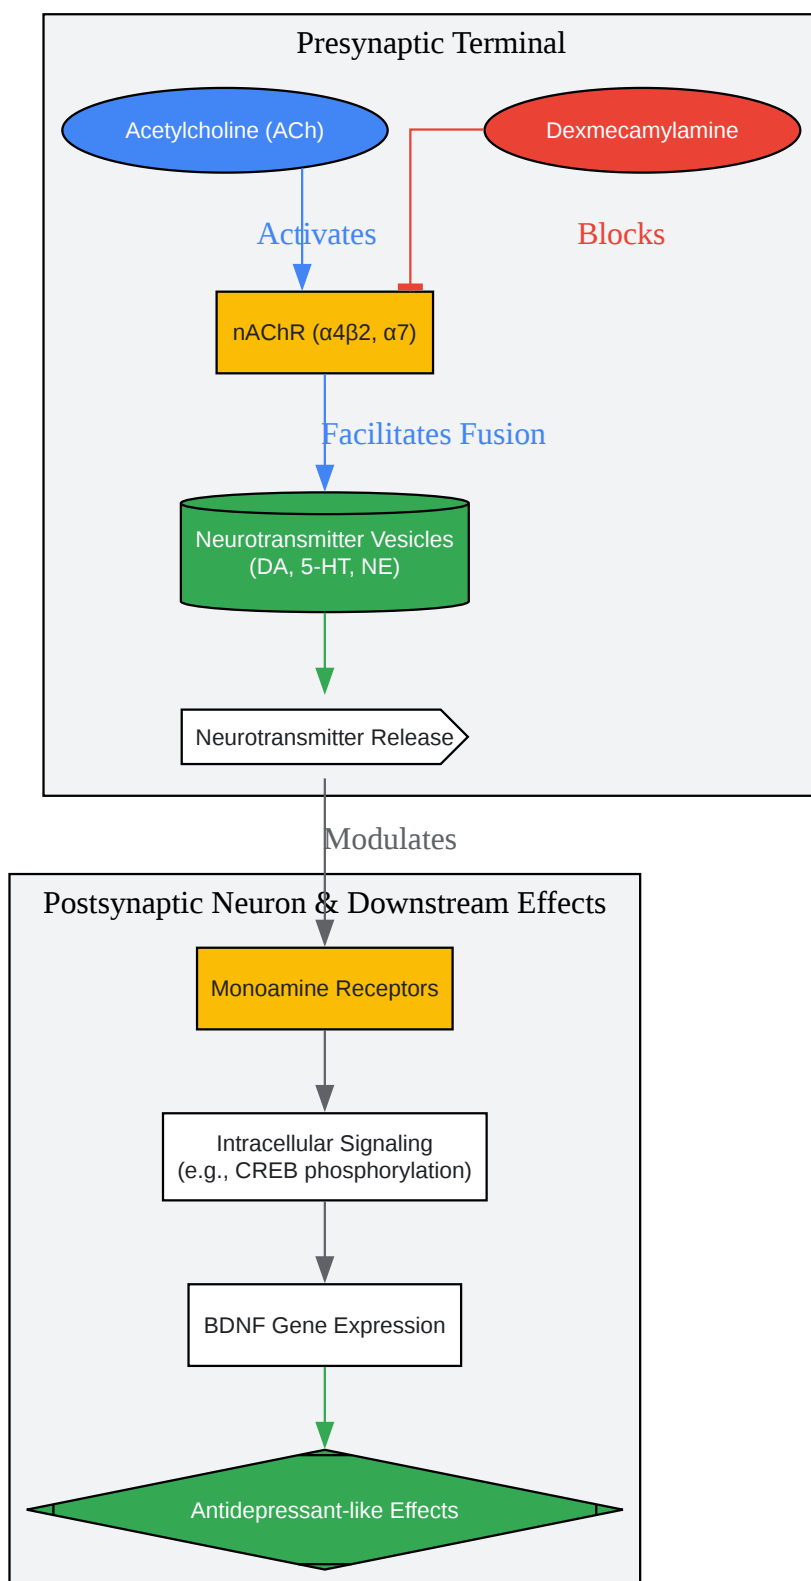 Presynaptic Terminal
Acetylcholine (ACh)
Dexmecamylamine
Activates
Blocks
nAChR (α4β2, α7)
Facilitates Fusion
Neurotransmitter Vesicles
(DA, 5-HT, NE)
Neurotransmitter Release
Modulates
Postsynaptic Neuron & Downstream Effects
Monoamine Receptors
Intracellular Signaling
(e.g., CREB phosphorylation)
BDNF Gene Expression
Antidepressant-like Effects